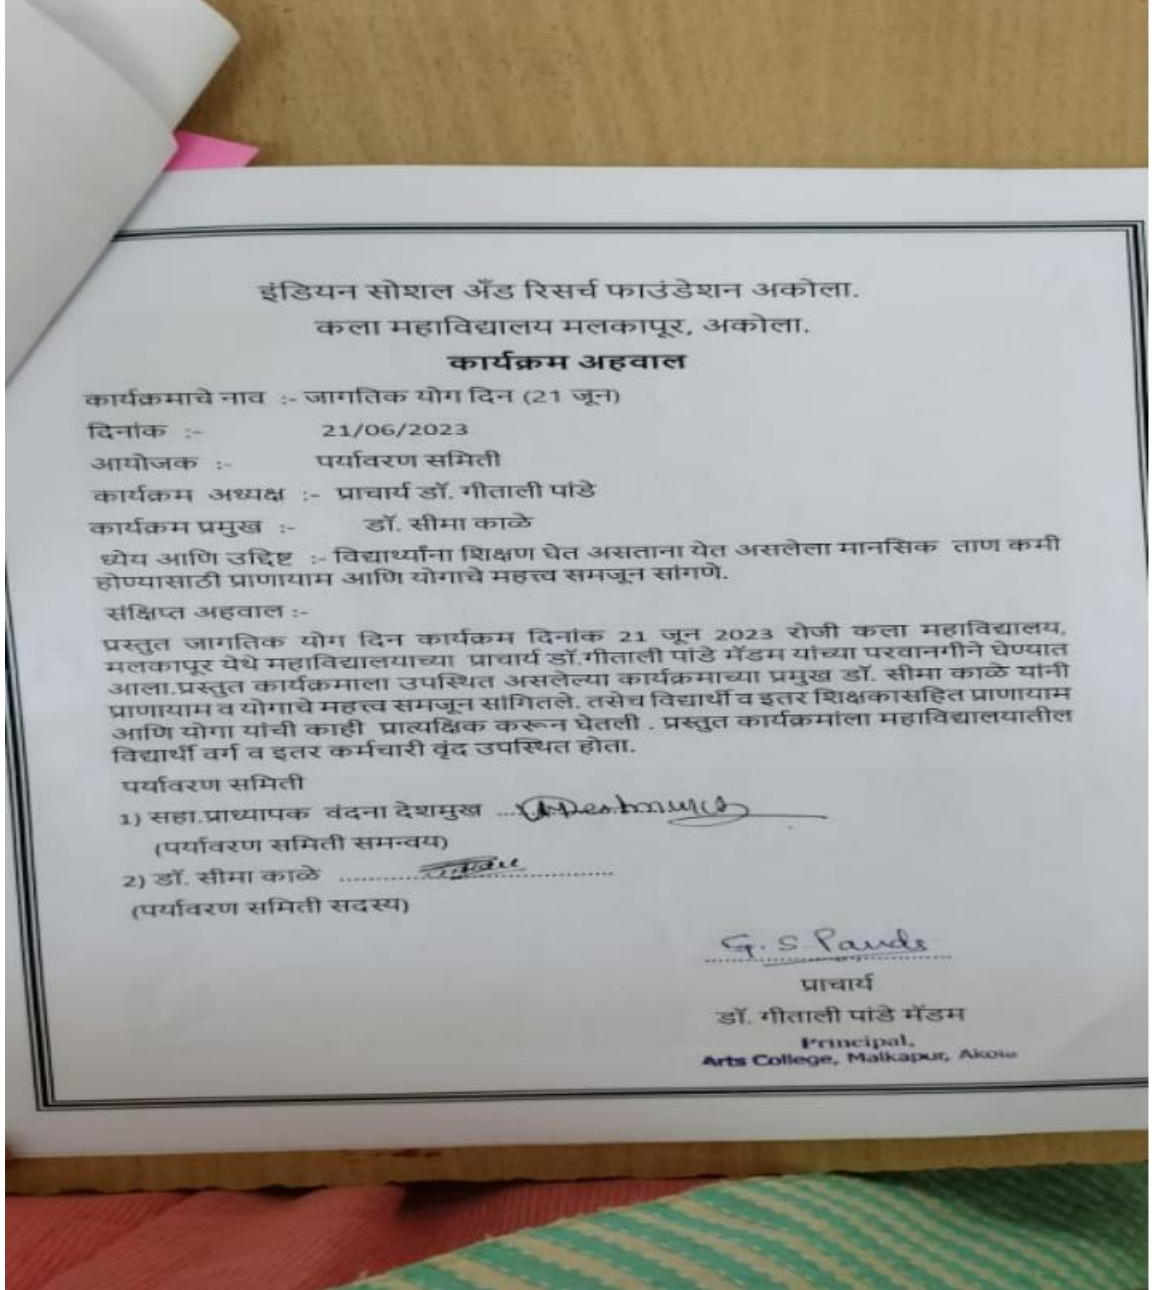 इंडियन सोशल अँड रिसर्च फाउंडेशन अकोला.
कला महाविद्यालय मलकापूर, अकोला.
कार्यक्रम अहवाल
कार्यक्रमाचे नाव :- जागतिक योग दिन (21 जून)
दिनांक :- 21/06/2023
आयोजक :- पर्यावरण समिती
कार्यक्रम अध्यक्ष :- प्राचार्य डॉ. गीताली पांडे
कार्यक्रम प्रमुख :- डॉ. सीमा काळे
ध्येय आणि उद्दिष्ट :- विद्यार्थ्यांना शिक्षण घेत असताना येत असलेला मानसिक ताण कमी
होण्यासाठी प्राणायाम आणि योगाचे महत्त्व समजून सांगणे.
संक्षिप्त अहवाल :-
प्रस्तुत जागतिक योग दिन कार्यक्रम दिनांक 21 जून 2023 रोजी कला महाविद्यालय,
मलकापूर येथे महाविद्यालयाच्या प्राचार्य डॉ.गीताली पांडे मॅडम यांच्या परवानगीने घेण्यात
आला.प्रस्तुत कार्यक्रमाला उपस्थित असलेल्या कार्यक्रमाच्या प्रमुख डॉ. सीमा काळे यांनी
प्राणायाम व योगाचे महत्त्व समजून सांगितले. तसेच विद्यार्थी व इतर शिक्षकासहित प्राणायाम
आणि योगा यांची काही प्रात्यक्षिक करून घेतली . प्रस्तुत कार्यक्रमांला महाविद्यालयातील
विद्यार्थी वर्ग व इतर कर्मचारी वृंद उपस्थित होता.
पर्यावरण समिती
1) सहा.प्राध्यापक वंदना देशमुख ...
(पर्यावरण समिती समन्वय)
2) डॉ. सीमा काळे ................................
(पर्यावरण समिती सदस्य)
G. S Pande
प्राचार्य
डॉ. गीताली पांडे मॅडम
Principal,
Arts College, Malkapur, Akola